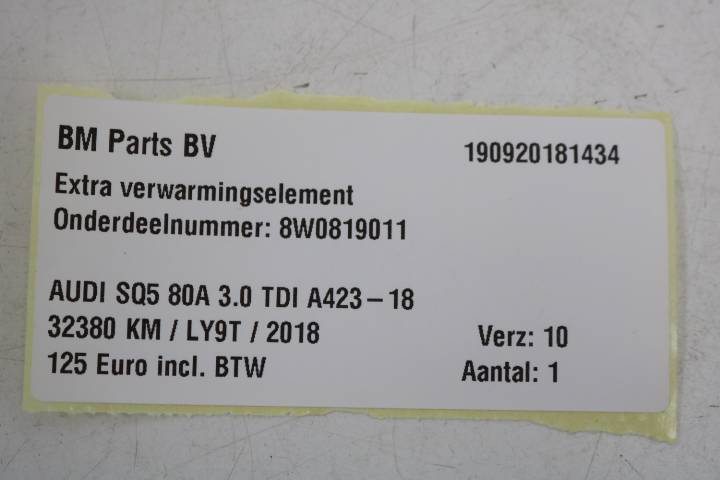 BM Parts BV 190920181434
Extra verwarmingselement
Onderdeelnummer: 8W0819011
AUDI SQ5 80A 3.0 TDI A423-18
32380 KM / LY9T / 2018 Verz: 10
125 Euro incl. BTW Aantal: 1